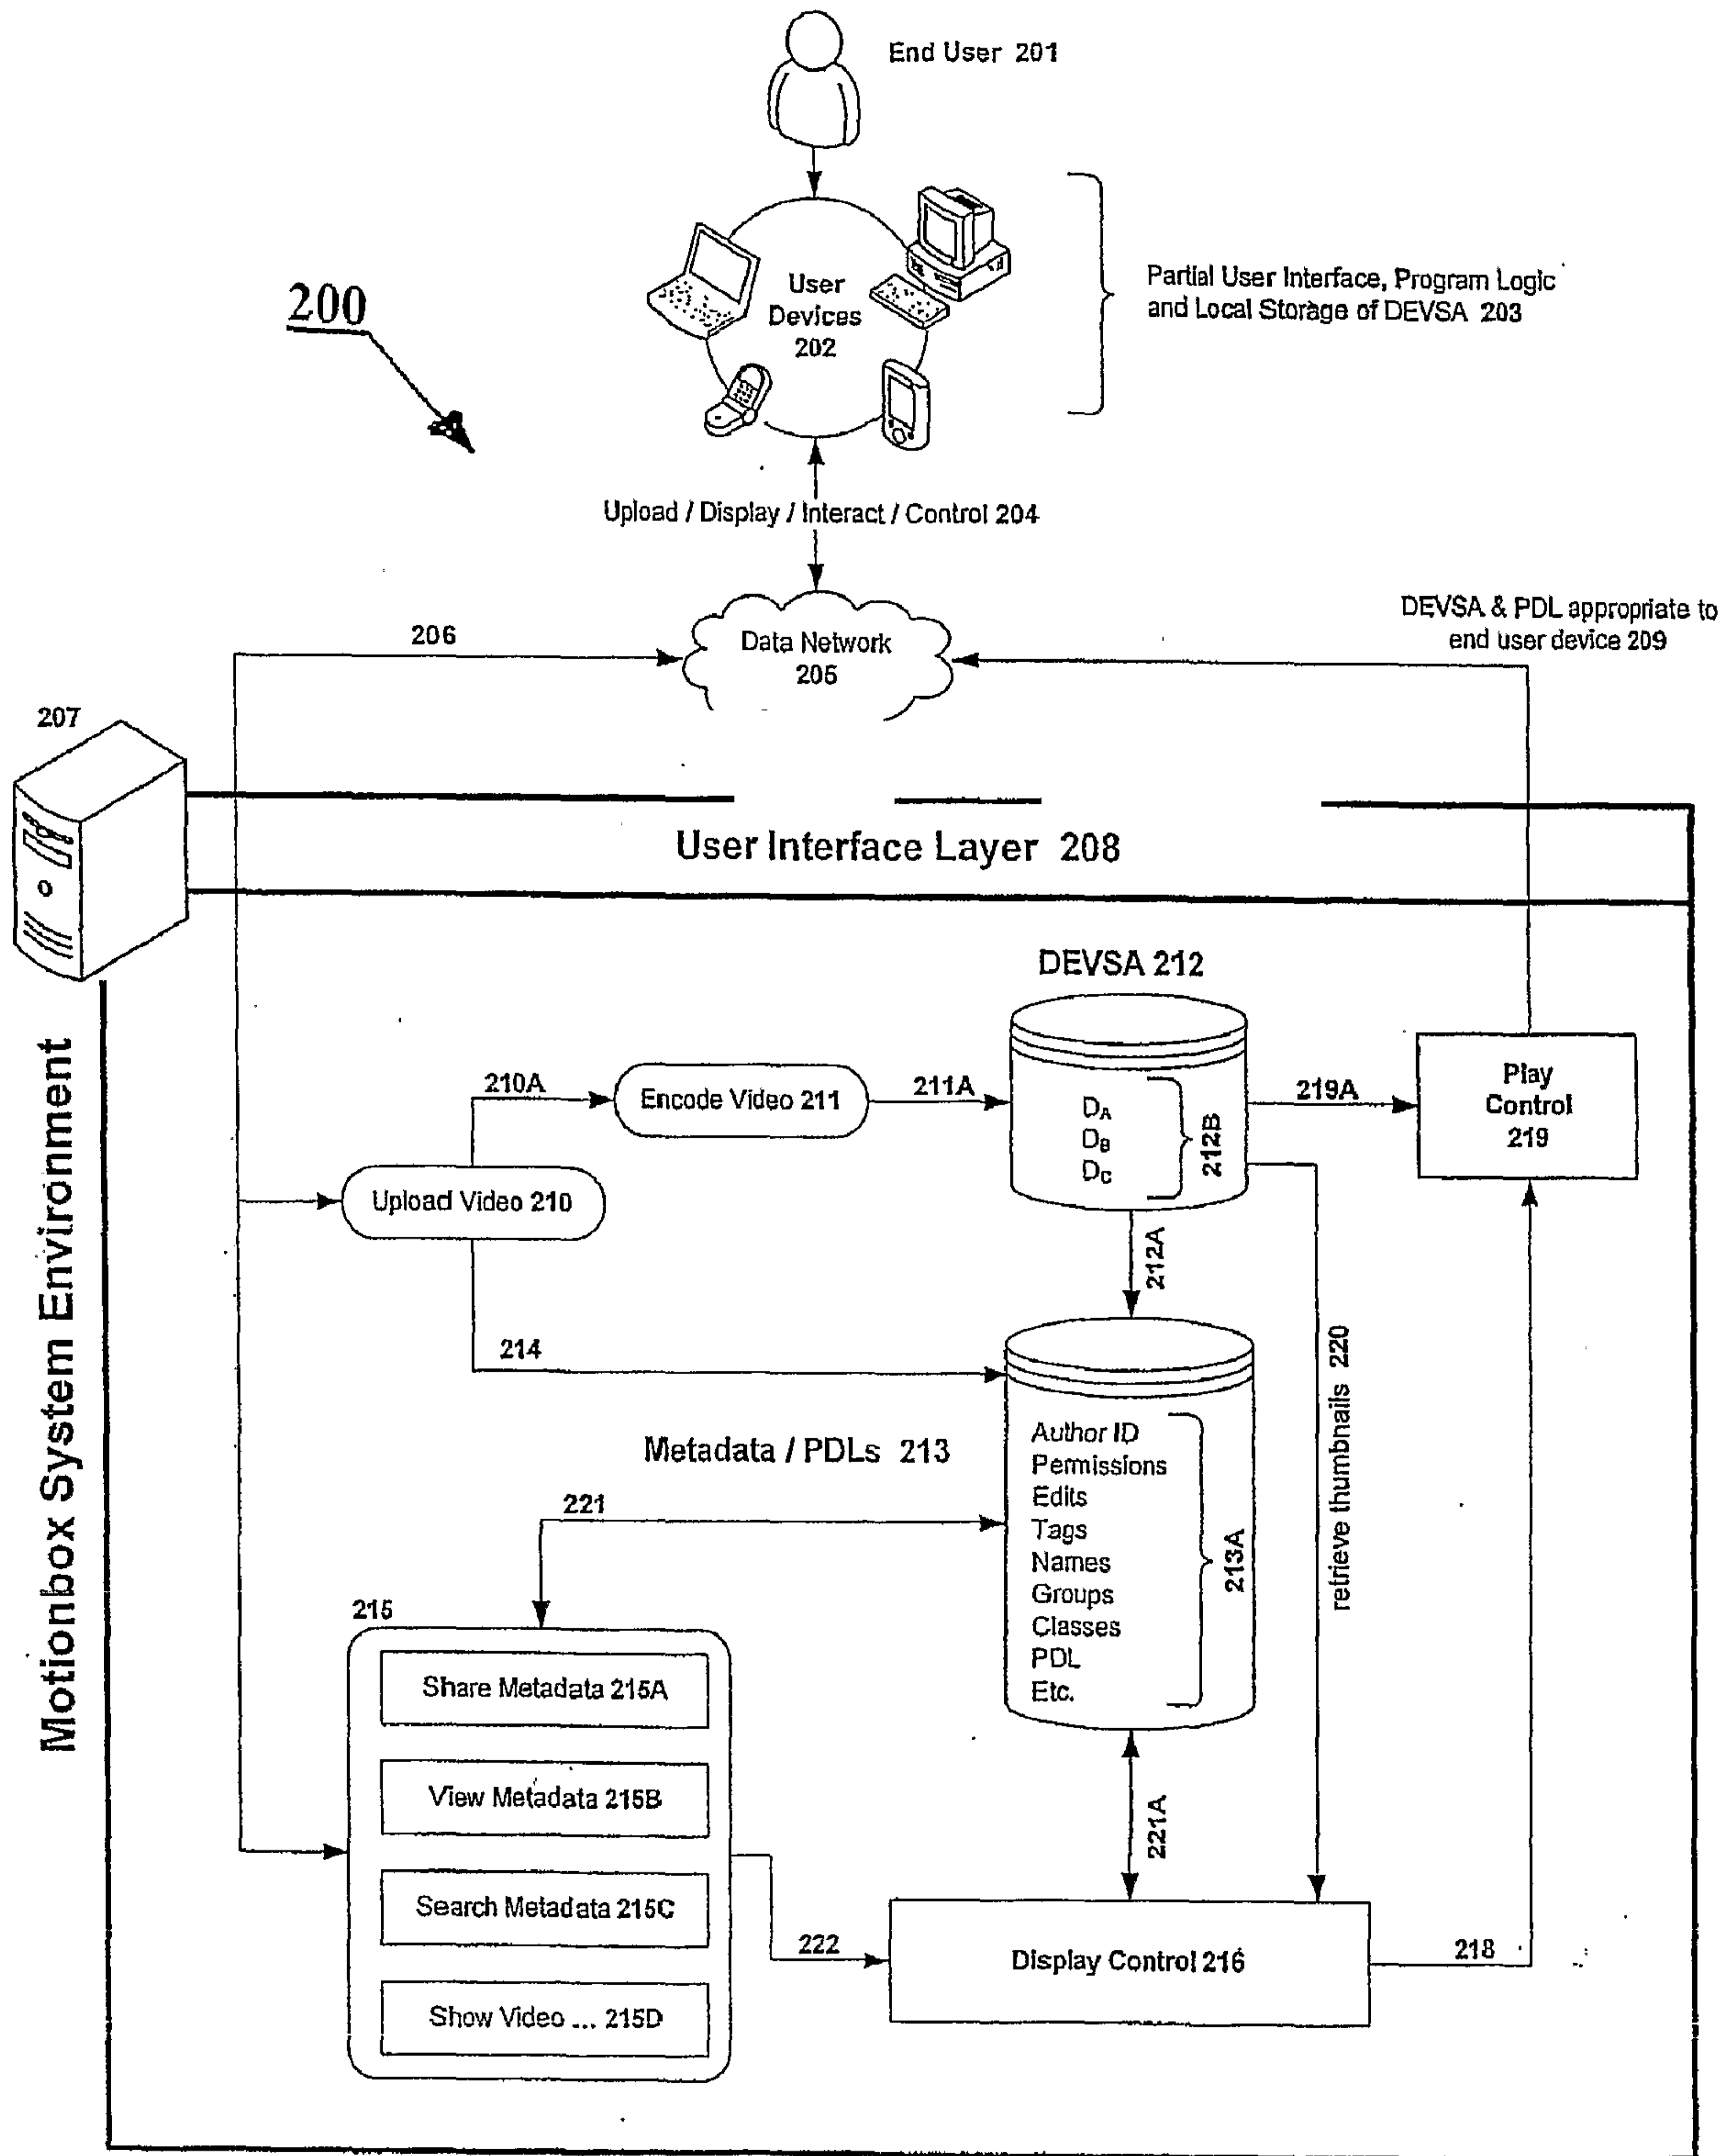 End User 201
200
User
Devices
202
Partial User Interface, Program Logic
and Local Storage of DEVSA 203
Upload / Display / Interact / Control 204
206
Data Network
205
DEVSA & PDL appropriate to
end user device 209
207
User Interface Layer 208
Motionbox System Environment
DEVSA 212
210A
Encode Video 211
211A
DA
DB
DC
212B
219A
Play
Control
219
Upload Video 210
212A
214
retrieve thumbnails 220
Metadata / PDLs 213
Author ID
Permissions
Edits
Tags
Names
Groups
Classes
PDL
Etc.
213A
221
215
Share Metadata 215A
View Metadata 215B
Search Metadata 215C
Show Video ... 215D
221A
222
Display Control 216
218